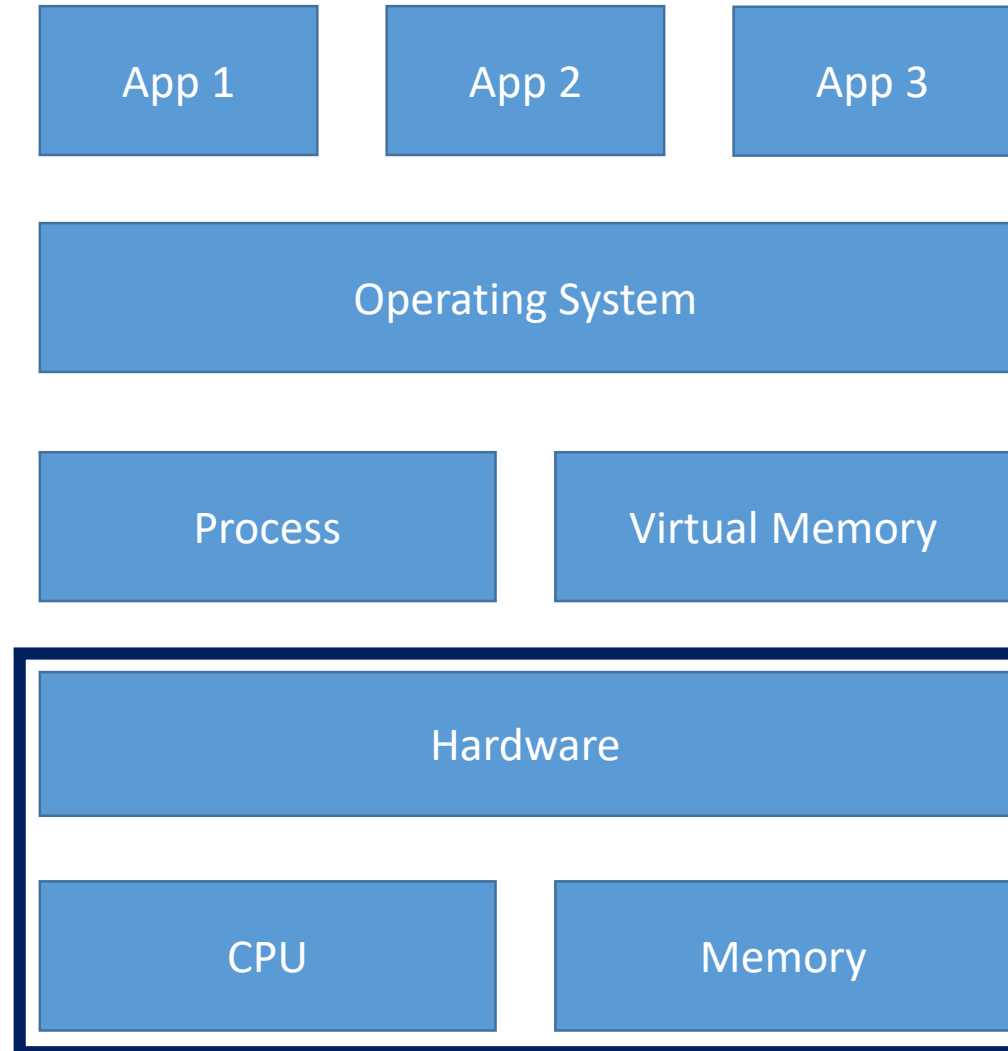 App 1
App 2
App 3
Operating System
Process
Virtual Memory
Hardware
CPU
Memory